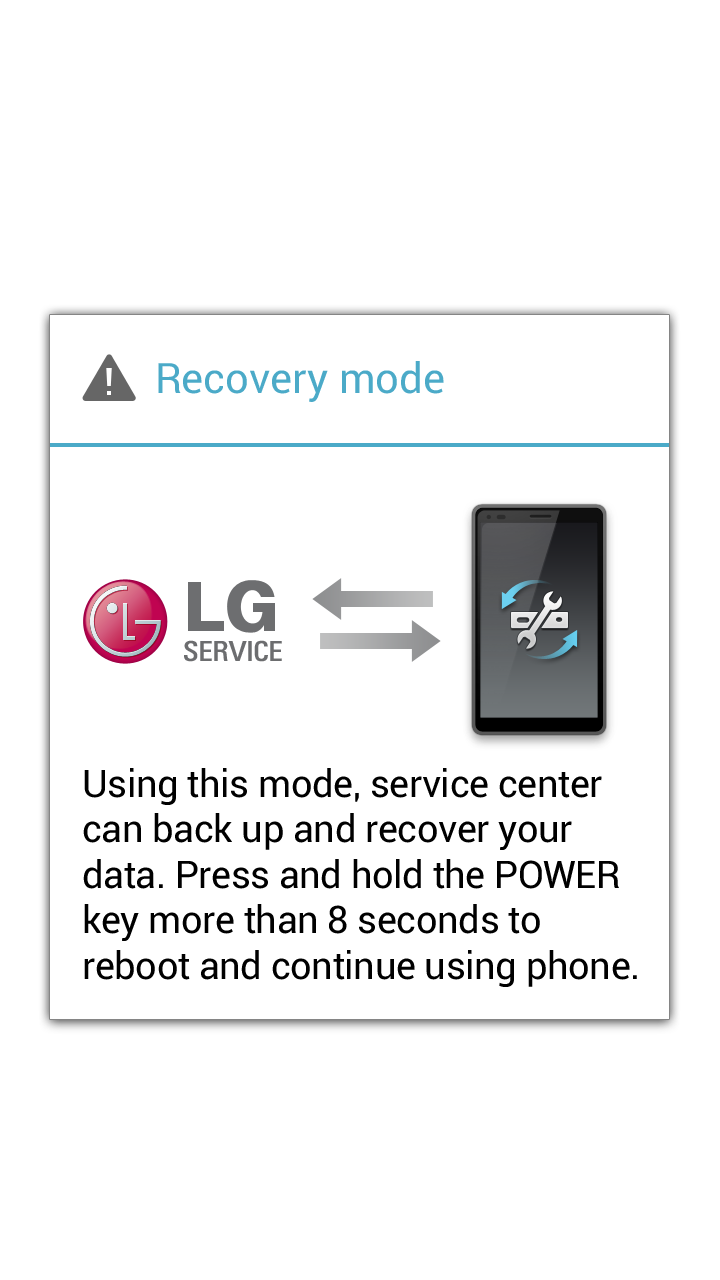 Recovery mode
LG
SERVICE
Using this mode, service center
can back up and recover your
data. Press and hold the POWER
key more than 8 seconds to
reboot and continue using phone.